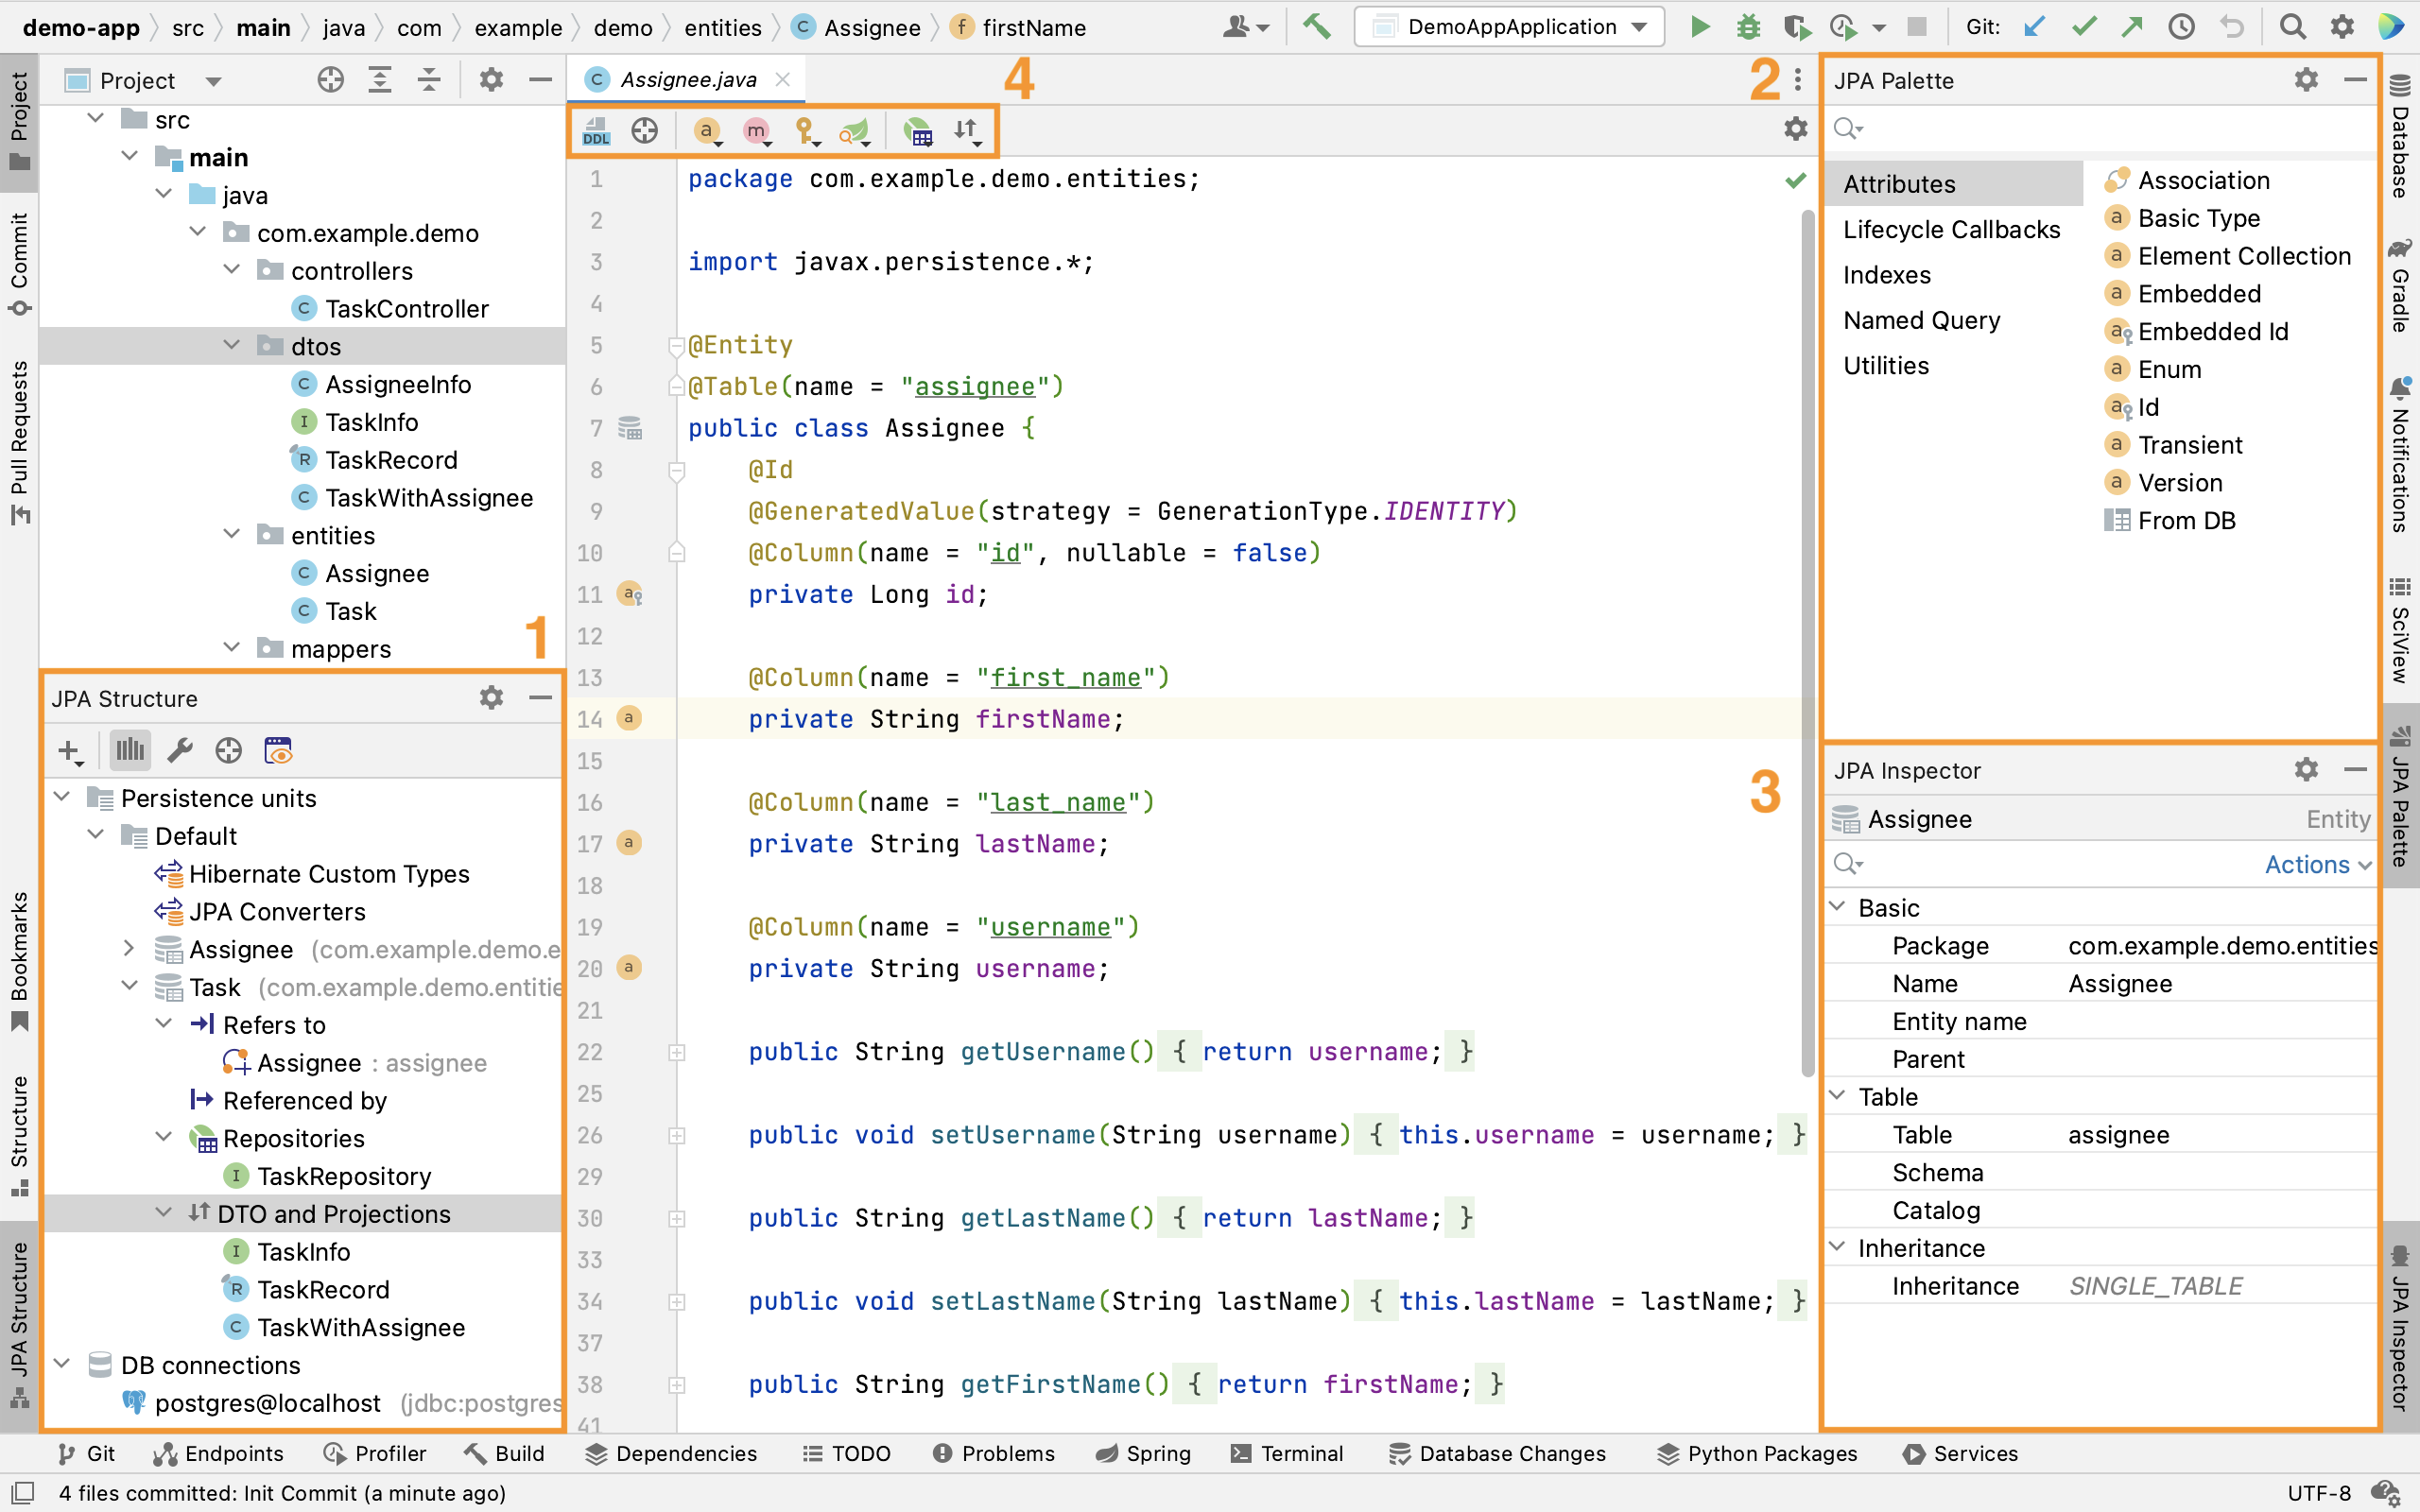 demo-app src main java com example demo entities C Assignee f firstName DemoAppApplication Git:
Project
Commit
Pull Requests
Bookmarks
Structure
JPA Structure
Project
src
main
java
com.example.demo
controllers
C TaskController
dtos
C AssigneeInfo
I TaskInfo
R TaskRecord
C TaskWithAssignee
entities
C Assignee
C Task
mappers
1
JPA Structure
Persistence units
Default
Hibernate Custom Types
JPA Converters
Assignee (com.example.demo.e
Task (com.example.demo.entitie
Refers to
Assignee : assignee
Referenced by
Repositories
I TaskRepository
DTO and Projections
I TaskInfo
R TaskRecord
C TaskWithAssignee
DB connections
postgres@localhost (jdbc:postgres
C Assignee.java
4
2
DDL a m
1 package com.example.demo.entities;
2
3 import javax.persistence.*;
4
5 @Entity
6 @Table(name = "assignee")
7 public class Assignee {
8 @Id
9 @GeneratedValue(strategy = GenerationType.IDENTITY)
10 @Column(name = "id", nullable = false)
11 a private Long id;
12
13 @Column(name = "first_name")
14 a private String firstName;
15
16 @Column(name = "last_name")
17 a private String lastName;
18
19 @Column(name = "username")
20 a private String username;
21
22 public String getUsername() { return username; }
25
26 public void setUsername(String username) { this.username = username; }
29
30 public String getLastName() { return lastName; }
33
34 public void setLastName(String lastName) { this.lastName = lastName; }
37
38 public String getFirstName() { return firstName; }
41
3
JPA Palette
Attributes
Lifecycle Callbacks
Indexes
Named Query
Utilities
Association
a Basic Type
a Element Collection
a Embedded
a Embedded Id
a Enum
a Id
a Transient
a Version
From DB
JPA Inspector
Assignee Entity
Actions
Basic
Package com.example.demo.entities
Name Assignee
Entity name
Parent
Table
Table assignee
Schema
Catalog
Inheritance
Inheritance SINGLE_TABLE
Database
Gradle
Notifications
SciView
JPA Palette
JPA Inspector
Git Endpoints Profiler Build Dependencies TODO Problems Spring Terminal Database Changes Python Packages Services
4 files committed: Init Commit (a minute ago) UTF-8